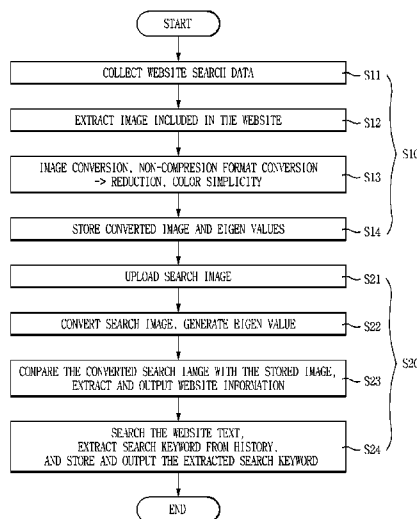 START
COLLECT WEBSITE SEARCH DATA
S11
EXTRACT IMAGE INCLUDED IN THE WEBSITE
S12
IMAGE CONVERSION, NON-COMPRESION FORMAT CONVERSION
-> REDUCTION, COLOR SIMPLICITY
S13
STORE CONVERTED IMAGE AND EIGEN VALUES
S14
S10
UPLOAD SEARCH IMAGE
S21
CONVERT SEARCH IMAGE, GENERATE EIGEN VALUE
S22
COMPARE THE CONVERTED SEARCH IAMGE WITH THE STORED IMAGE,
EXTRACT AND OUTPUT WEBSITE INFORMATION
S23
SEARCH THE WEBSITE TEXT,
EXTRACT SEARCH KEYWORD FROM HISTORY,
AND STORE AND OUTPUT THE EXTRACTED SEARCH KEYWORD
S24
S20
END